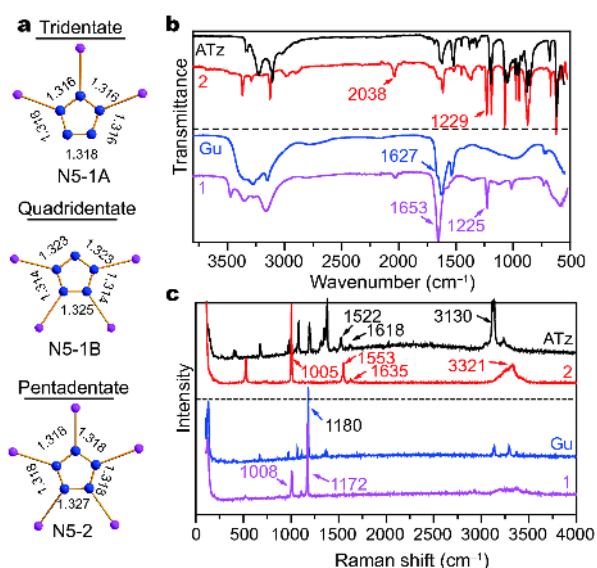 a
Tridentate
1.316
1.316
1.316
1.316
1.318
N5-1A
Quadridentate
1.323
1.323
1.314
1.314
1.325
N5-1B
Pentadentate
1.318
1.318
1.318
1.327
N5-2
b
Transmittance
ATz
2
2038
1229
Gu
1627
1
1653
1225
3500 3000 2500 2000 1500 1000 500
Wavenumber (cm⁻¹)
c
Intensity
1522
1618
3130
ATz
1553
1005
1635
3321
2
1180
Gu
1008
1172
1
0 500 1000 1500 2000 2500 3000 3500 4000
Raman shift (cm⁻¹)